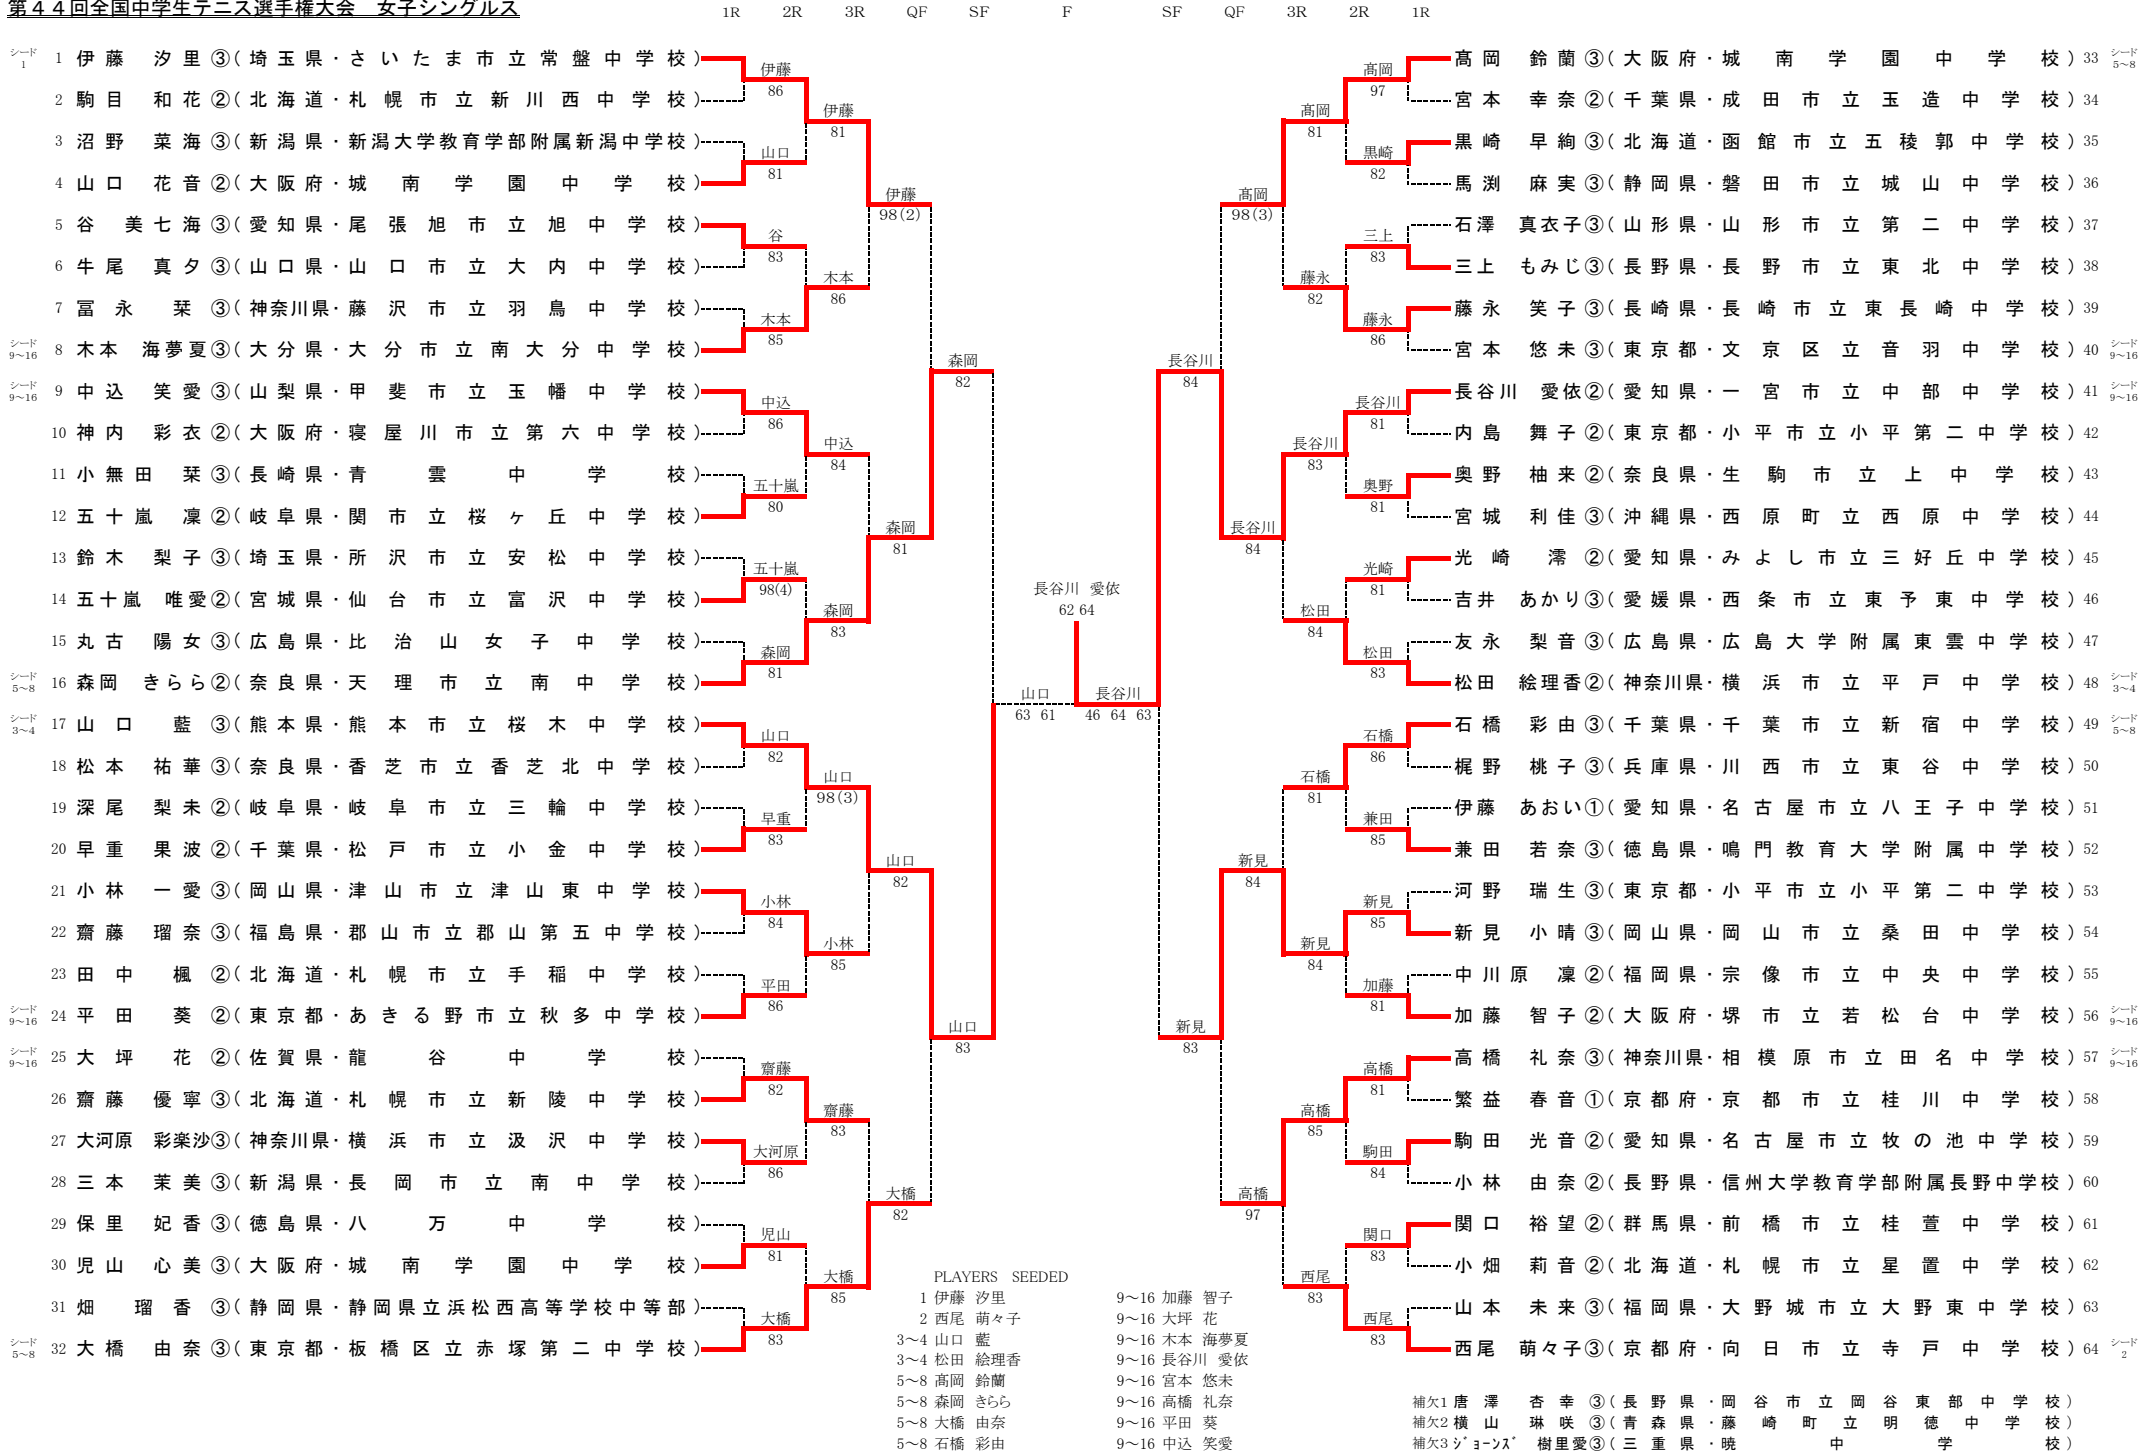 第４４回全国中学生テニス選手権大会　女子シングルス
1R 2R 3R QF SF F SF QF 3R 2R 1R
シード1 1 伊藤 汐里③(埼玉県・さいたま市立常盤中学校)
2 駒目 和花②(北海道・札幌市立新川西中学校)
3 沼野 菜海③(新潟県・新潟大学教育学部附属新潟中学校)
4 山口 花音②(大阪府・城南学園中学校)
5 谷 美七海③(愛知県・尾張旭市立旭中学校)
6 牛尾 真夕③(山口県・山口市立大内中学校)
7 冨永 栞③(神奈川県・藤沢市立羽鳥中学校)
シード9～16 8 木本 海夢夏③(大分県・大分市立南大分中学校)
シード9～16 9 中込 笑愛③(山梨県・甲斐市立玉幡中学校)
10 神内 彩衣②(大阪府・寝屋川市立第六中学校)
11 小無田 栞③(長崎県・青雲中学校)
12 五十嵐 凜②(岐阜県・関市立桜ヶ丘中学校)
13 鈴木 梨子③(埼玉県・所沢市立安松中学校)
14 五十嵐 唯愛②(宮城県・仙台市立富沢中学校)
15 丸古 陽女③(広島県・比治山女子中学校)
シード5～8 16 森岡 きらら②(奈良県・天理市立南中学校)
シード3～4 17 山口 藍③(熊本県・熊本市立桜木中学校)
18 松本 祐華③(奈良県・香芝市立香芝北中学校)
19 深尾 梨未②(岐阜県・岐阜市立三輪中学校)
20 早重 果波②(千葉県・松戸市立小金中学校)
21 小林 一愛③(岡山県・津山市立津山東中学校)
22 齋藤 瑠奈③(福島県・郡山市立郡山第五中学校)
23 田中 楓②(北海道・札幌市立手稲中学校)
シード9～16 24 平田 葵②(東京都・あきる野市立秋多中学校)
シード9～16 25 大坪 花②(佐賀県・龍谷中学校)
26 齋藤 優寧③(北海道・札幌市立新陵中学校)
27 大河原 彩楽沙③(神奈川県・横浜市立汲沢中学校)
28 三本 茉美③(新潟県・長岡市立南中学校)
29 保里 妃香③(徳島県・八万中学校)
30 児山 心美③(大阪府・城南学園中学校)
31 畑 瑠香③(静岡県・静岡県立浜松西高等学校中等部)
シード5～8 32 大橋 由奈③(東京都・板橋区立赤塚第二中学校)
伊藤
86
山口
81
谷
83
木本
85
中込
86
五十嵐
80
五十嵐
98(4)
森岡
81
山口
82
早重
83
小林
84
平田
86
齋藤
82
大河原
86
児山
81
大橋
83
伊藤
81
木本
86
中込
84
森岡
83
山口
98(3)
小林
85
齋藤
83
大橋
85
伊藤
98(2)
森岡
81
山口
82
大橋
82
森岡
82
山口
83
山口
63 61
長谷川 愛依
62 64
長谷川
46 64 63
長谷川
84
新見
83
髙岡
98(3)
長谷川
84
新見
84
高橋
97
髙岡
81
藤永
82
長谷川
83
松田
84
石橋
81
新見
84
高橋
85
西尾
83
髙岡
97
黒崎
82
三上
83
藤永
86
長谷川
81
奥野
81
光崎
81
松田
83
石橋
86
兼田
85
新見
85
加藤
81
高橋
81
駒田
84
関口
83
西尾
83
髙岡 鈴蘭③(大阪府・城南学園中学校) 33 シード5～8
宮本 幸奈②(千葉県・成田市立玉造中学校) 34
黒崎 早絢③(北海道・函館市立五稜郭中学校) 35
馬渕 麻実③(静岡県・磐田市立城山中学校) 36
石澤 真衣子③(山形県・山形市立第二中学校) 37
三上 もみじ③(長野県・長野市立東北中学校) 38
藤永 笑子③(長崎県・長崎市立東長崎中学校) 39
宮本 悠未③(東京都・文京区立音羽中学校) 40 シード9～16
長谷川 愛依②(愛知県・一宮市立中部中学校) 41 シード9～16
内島 舞子②(東京都・小平市立小平第二中学校) 42
奥野 柚来②(奈良県・生駒市立上中学校) 43
宮城 利佳③(沖縄県・西原町立西原中学校) 44
光崎 澪②(愛知県・みよし市立三好丘中学校) 45
吉井 あかり③(愛媛県・西条市立東予東中学校) 46
友永 梨音③(広島県・広島大学附属東雲中学校) 47
松田 絵理香②(神奈川県・横浜市立平戸中学校) 48 シード3～4
石橋 彩由③(千葉県・千葉市立新宿中学校) 49 シード5～8
梶野 桃子③(兵庫県・川西市立東谷中学校) 50
伊藤 あおい①(愛知県・名古屋市立八王子中学校) 51
兼田 若奈③(徳島県・鳴門教育大学附属中学校) 52
河野 瑞生③(東京都・小平市立小平第二中学校) 53
新見 小晴③(岡山県・岡山市立桑田中学校) 54
中川原 凜②(福岡県・宗像市立中央中学校) 55
加藤 智子②(大阪府・堺市立若松台中学校) 56 シード9～16
高橋 礼奈③(神奈川県・相模原市立田名中学校) 57 シード9～16
繁益 春音①(京都府・京都市立桂川中学校) 58
駒田 光音②(愛知県・名古屋市立牧の池中学校) 59
小林 由奈②(長野県・信州大学教育学部附属長野中学校) 60
関口 裕望②(群馬県・前橋市立桂萱中学校) 61
小畑 莉音②(北海道・札幌市立星置中学校) 62
山本 未来③(福岡県・大野城市立大野東中学校) 63
西尾 萌々子③(京都府・向日市立寺戸中学校) 64 シード2
PLAYERS SEEDED
1 伊藤 汐里
2 西尾 萌々子
3～4 山口 藍
3～4 松田 絵理香
5～8 髙岡 鈴蘭
5～8 森岡 きらら
5～8 大橋 由奈
5～8 石橋 彩由
9～16 加藤 智子
9～16 大坪 花
9～16 木本 海夢夏
9～16 長谷川 愛依
9～16 宮本 悠未
9～16 高橋 礼奈
9～16 平田 葵
9～16 中込 笑愛
補欠1 唐澤 杏幸③(長野県・岡谷市立岡谷東部中学校)
補欠2 横山 琳咲③(青森県・藤崎町立明徳中学校)
補欠3 ｼﾞｮｰﾝｽﾞ 樹里愛③(三重県・暁中学校)